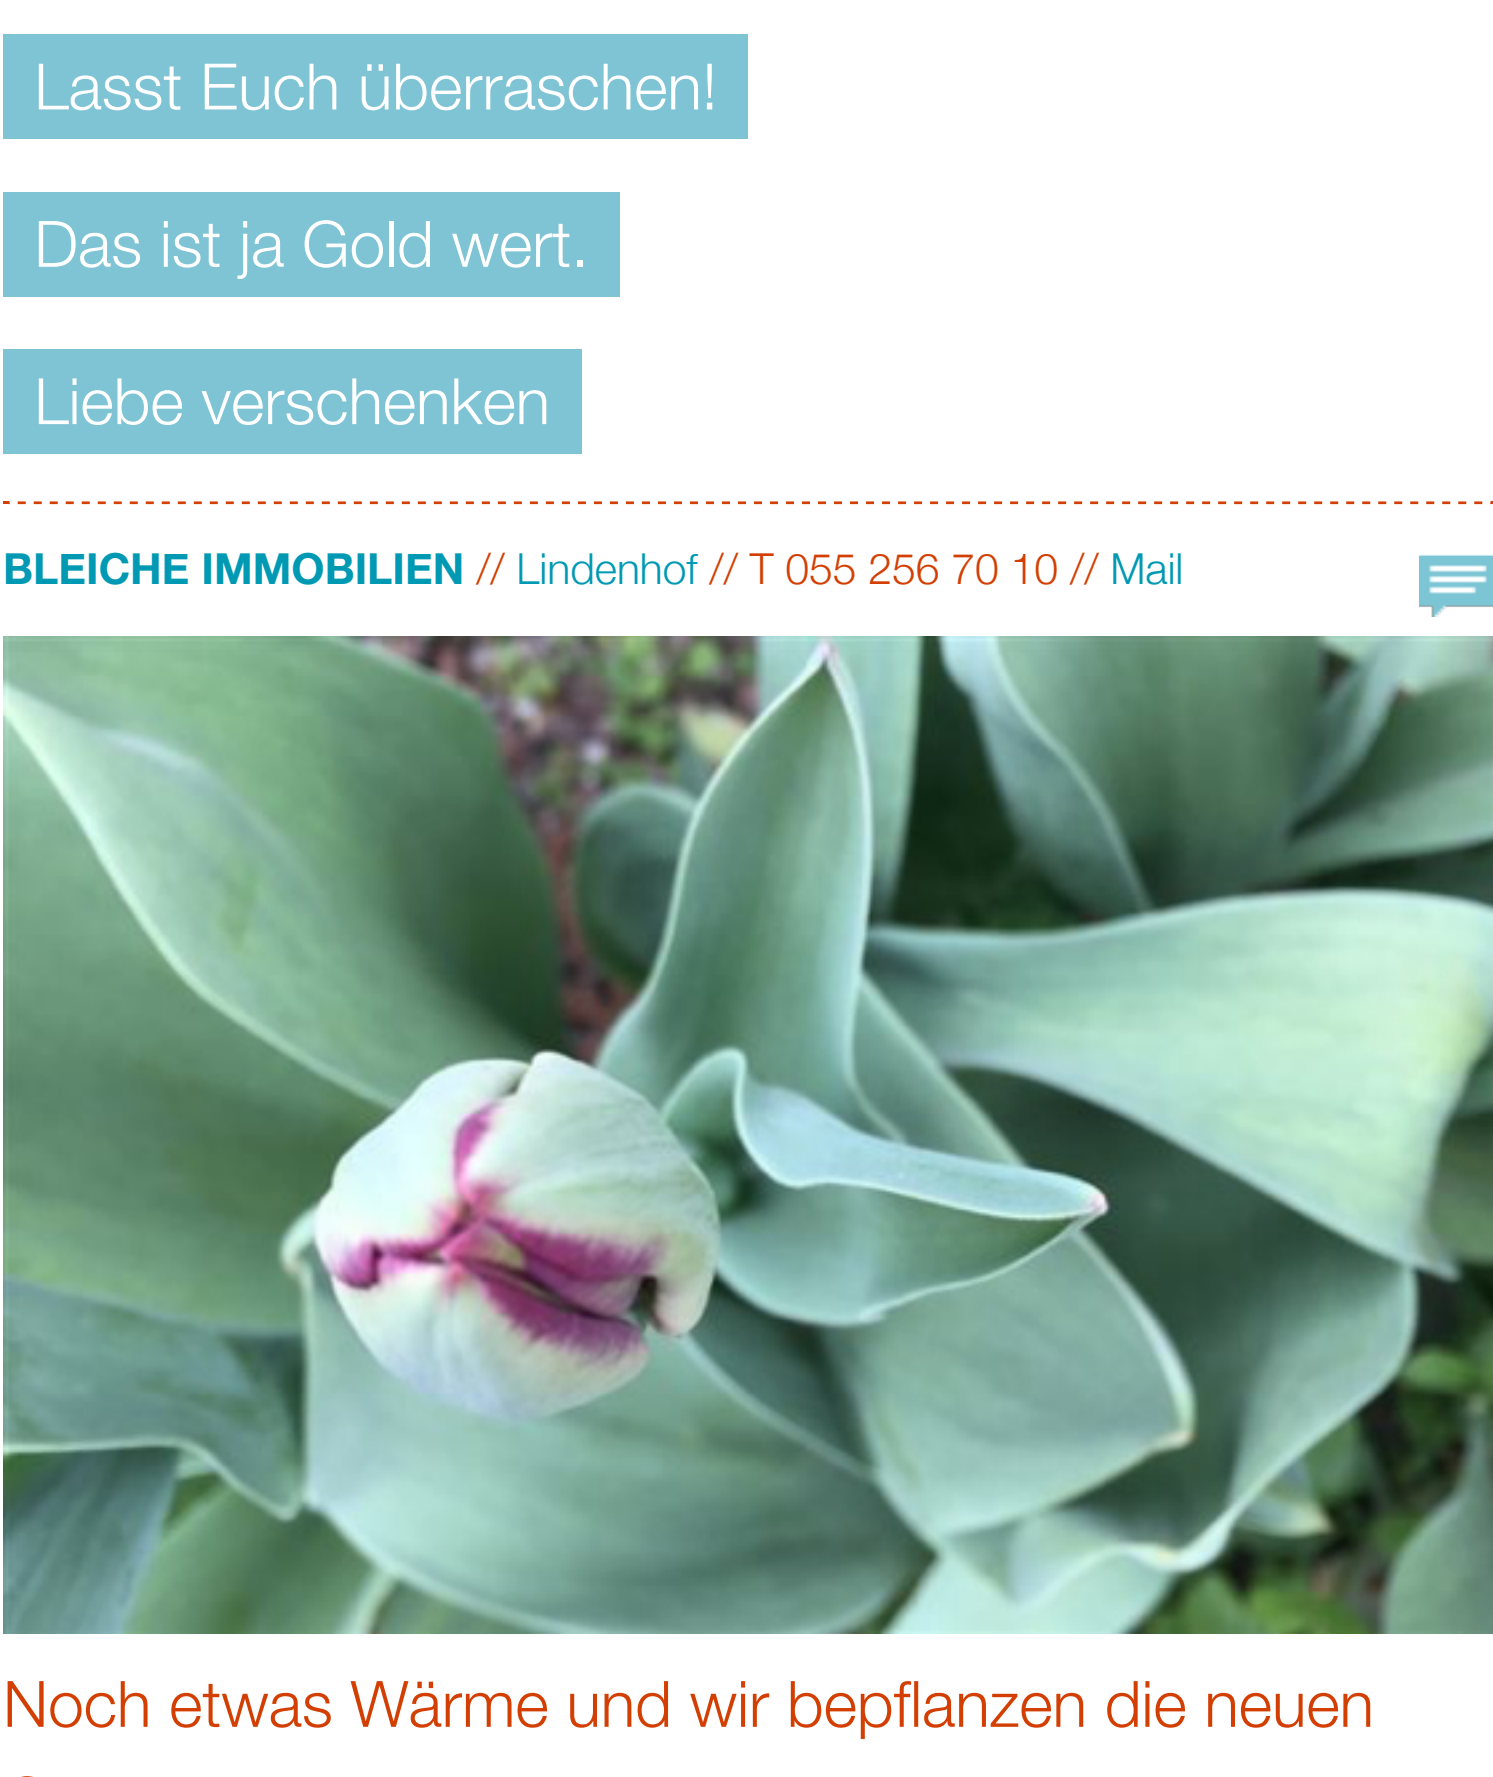 Lasst Euch überraschen!
Das ist ja Gold wert.
Liebe verschenken
BLEICHE IMMOBILIEN // Lindenhof // T 055 256 70 10 // Mail
Noch etwas Wärme und wir bepflanzen die neuen